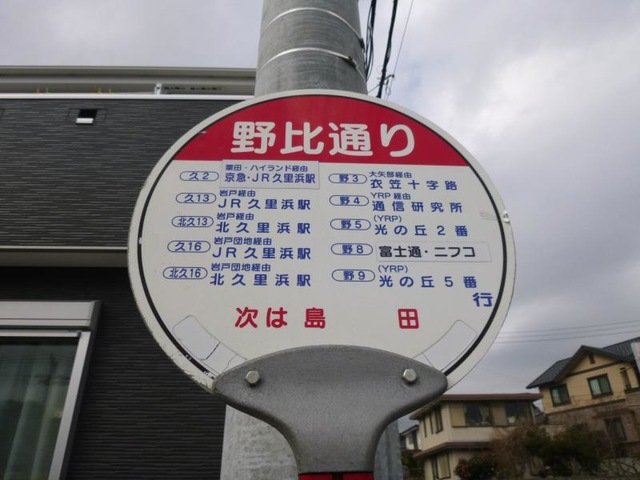 野比通り
久2 粟田・ハイランド経由
京急・JR久里浜駅
久13 岩戸経由
JR久里浜駅
北久13 岩戸経由
北久里浜駅
久16 岩戸団地経由
JR久里浜駅
北久16 岩戸団地経由
北久里浜駅
野3 大矢部経由
衣笠十字路
野4 YRP経由
通信研究所
野5 (YRP)
光の丘2番
野8 富士通・ニフコ
野9 (YRP)
光の丘5番
行
次は 島田